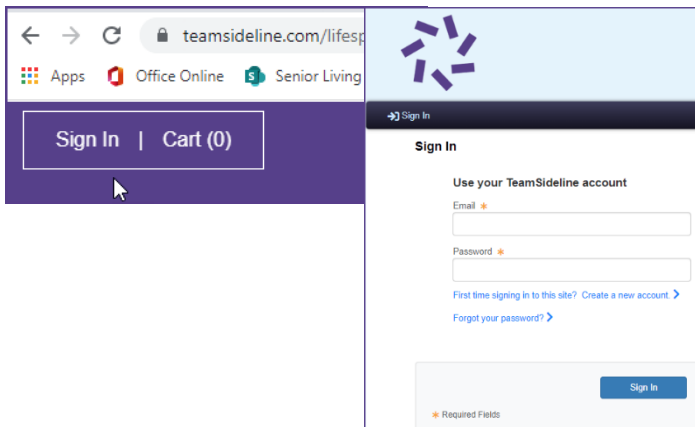 teamsideline.com/lifesp
Apps Office Online Senior Living
Sign In | Cart (0)
Sign In
Sign In
Use your TeamSideline account
Email *
Password *
First time signing in to this site? Create a new account. >
Forgot your password? >
Sign In
* Required Fields